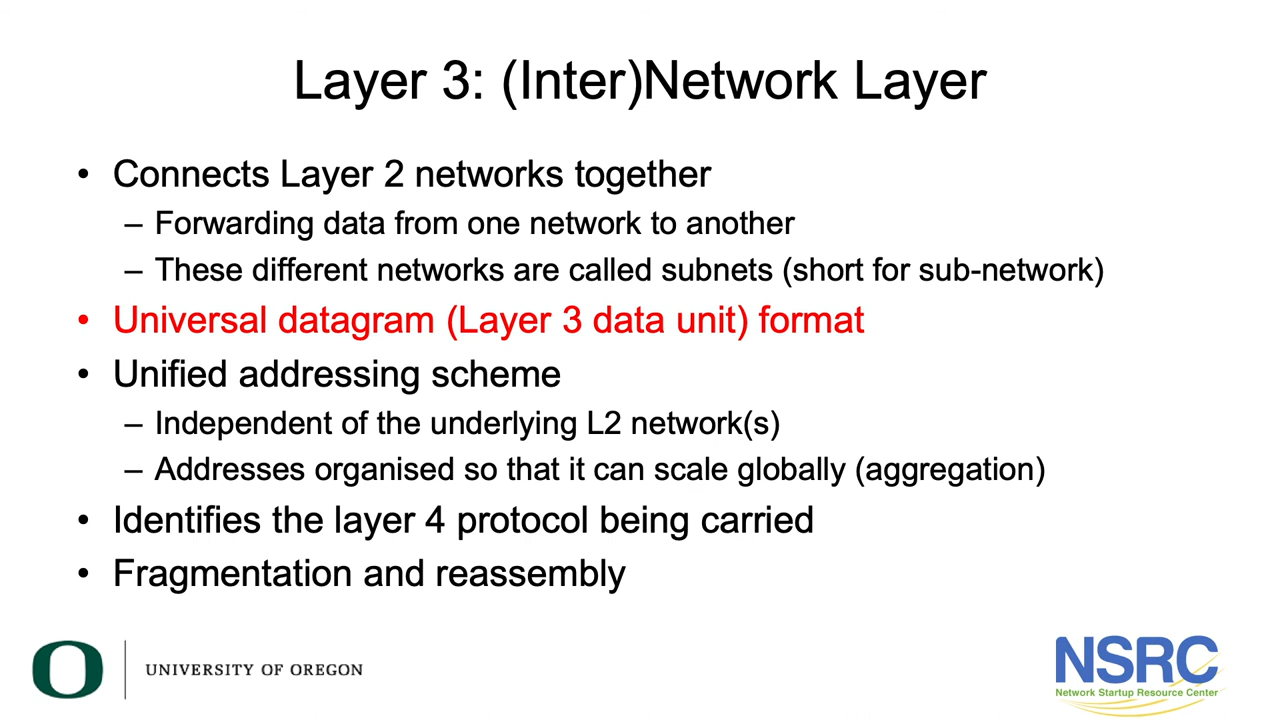 Layer 3: (Inter)Network Layer
• Connects Layer 2 networks together
– Forwarding data from one network to another
– These different networks are called subnets (short for sub-network)
• Universal datagram (Layer 3 data unit) format
• Unified addressing scheme
– Independent of the underlying L2 network(s)
– Addresses organised so that it can scale globally (aggregation)
• Identifies the layer 4 protocol being carried
• Fragmentation and reassembly
O
UNIVERSITY OF OREGON
NSRC
Network Startup Resource Center